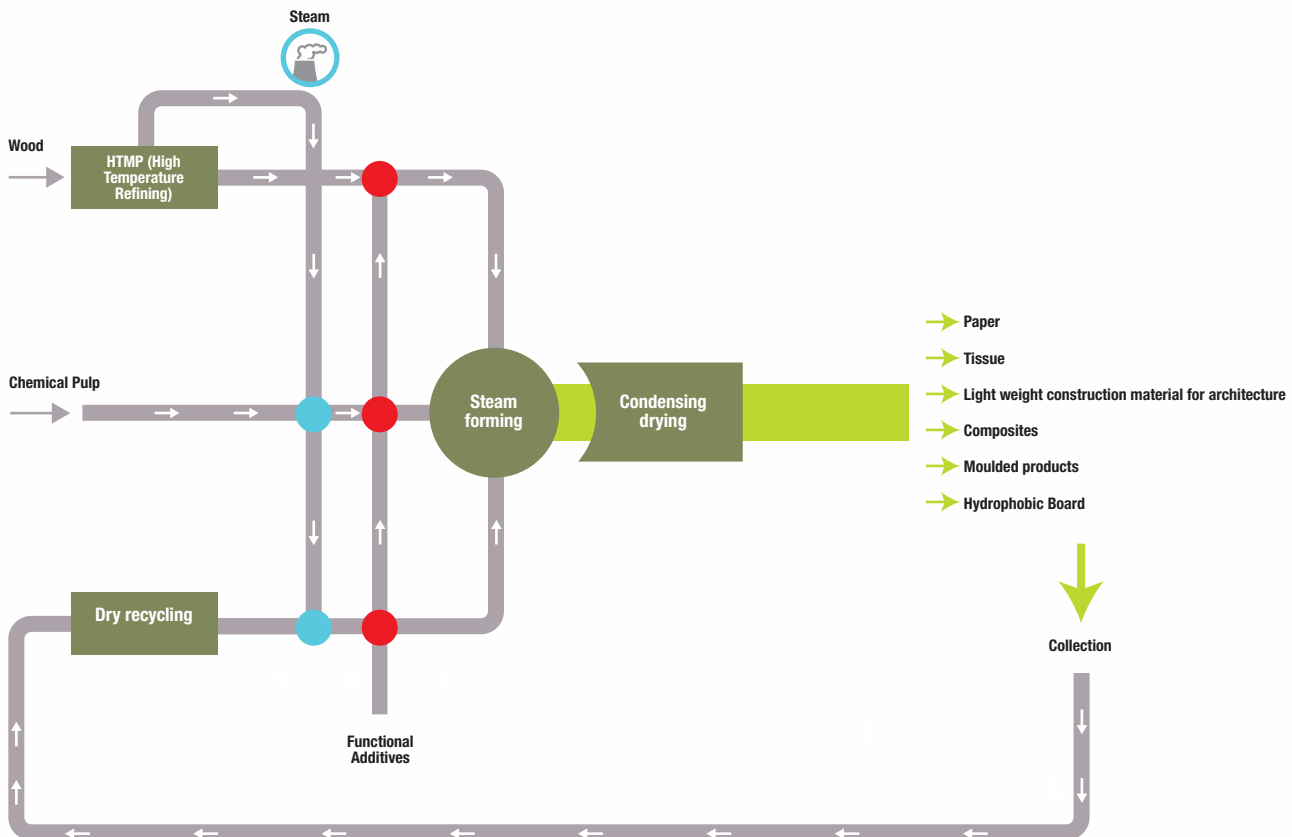 Steam
Wood
HTMP (High
Temperature
Refining)
Chemical Pulp
Steam
forming
Condensing
drying
Paper
Tissue
Light weight construction material for architecture
Composites
Moulded products
Hydrophobic Board
Dry recycling
Collection
Functional
Additives